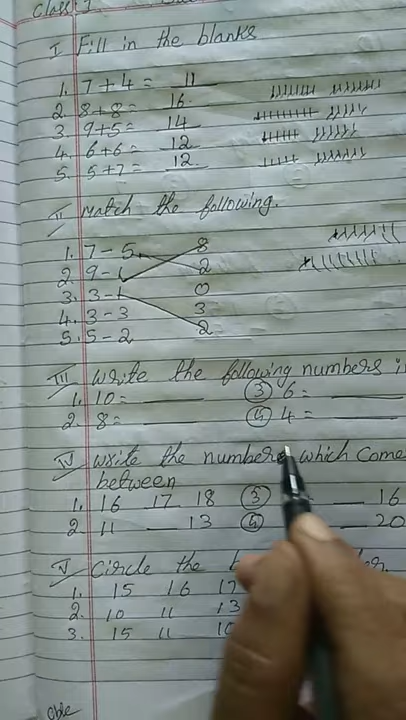 Class: I
I Fill in the blanks
1. 7 + 4 = 11
2. 8 + 8 = 16.
3. 9 + 5 = 14
4. 6 + 6 = 12
5. 5 + 7 = 12.
II Match the following.
1. 7 - 5 8
2. 9 - 1 2
3. 3 - 1 0
4. 3 - 3 3
5. 5 - 2 2
III Write the following numbers
1. 10 = ③ 6 =
2. 8 = ④ 4 =
IV Write the numbers which come
between
1. 16 17 18 ③ 16
2. 11 13 ④ 20
V Circle the
1. 15 16 17
2. 10 11 13
3. 15 11 10